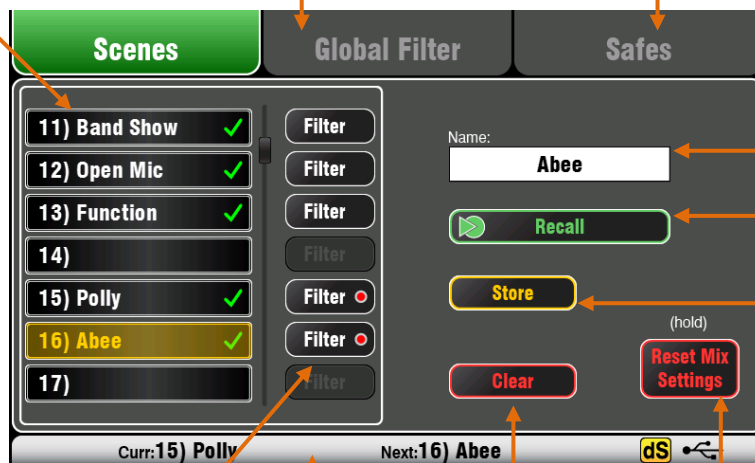 Scenes
Global Filter
Safes
11) Band Show
Filter
12) Open Mic
Filter
13) Function
Filter
14)
Filter
15) Polly
Filter
16) Abee
Filter
17)
Filter
Name:
Abee
Recall
Store
Clear
(hold)
Reset Mix
Settings
Curr:15) Polly
Next:16) Abee
dS